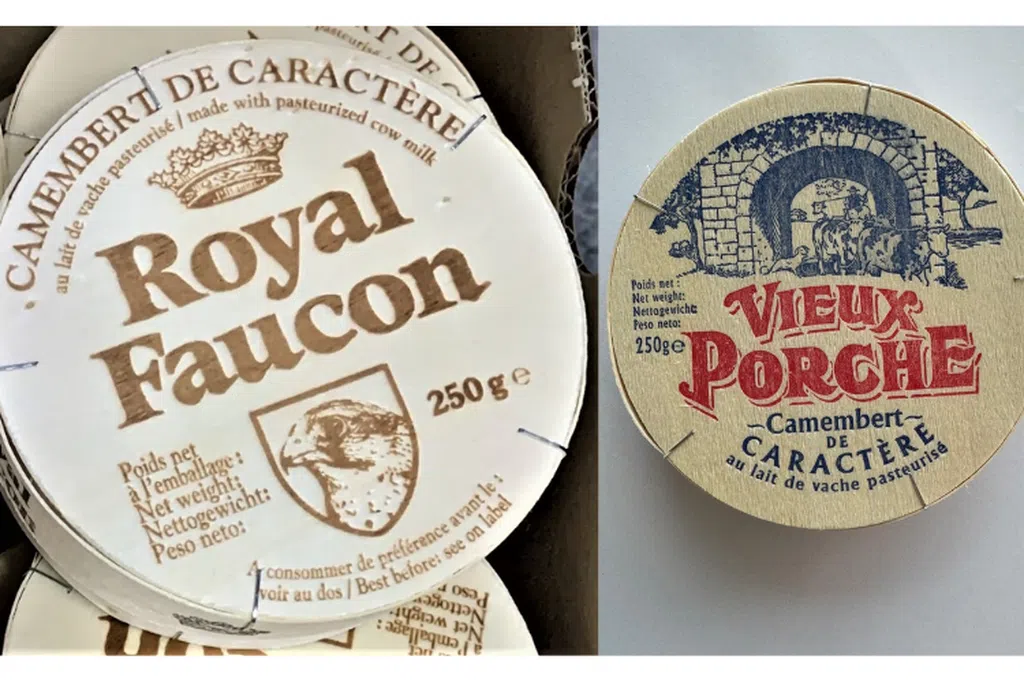 CAMEMBERT DE CARACTÈRE
au lait de vache pasteurisé / made with pasteurized cow milk
Royal
Faucon
250 g e
Poids net
à l'emballage :
Net weight:
Nettogewicht:
Peso neto:
A consommer de préférence avant le :
voir au dos / Best before: see on label
Poids net :
Net weight:
Nettogewicht:
Peso neto:
250g e
VIEUX
PORCHE
~Camembert~
DE
CARACTÈRE
au lait de vache pasteurisé